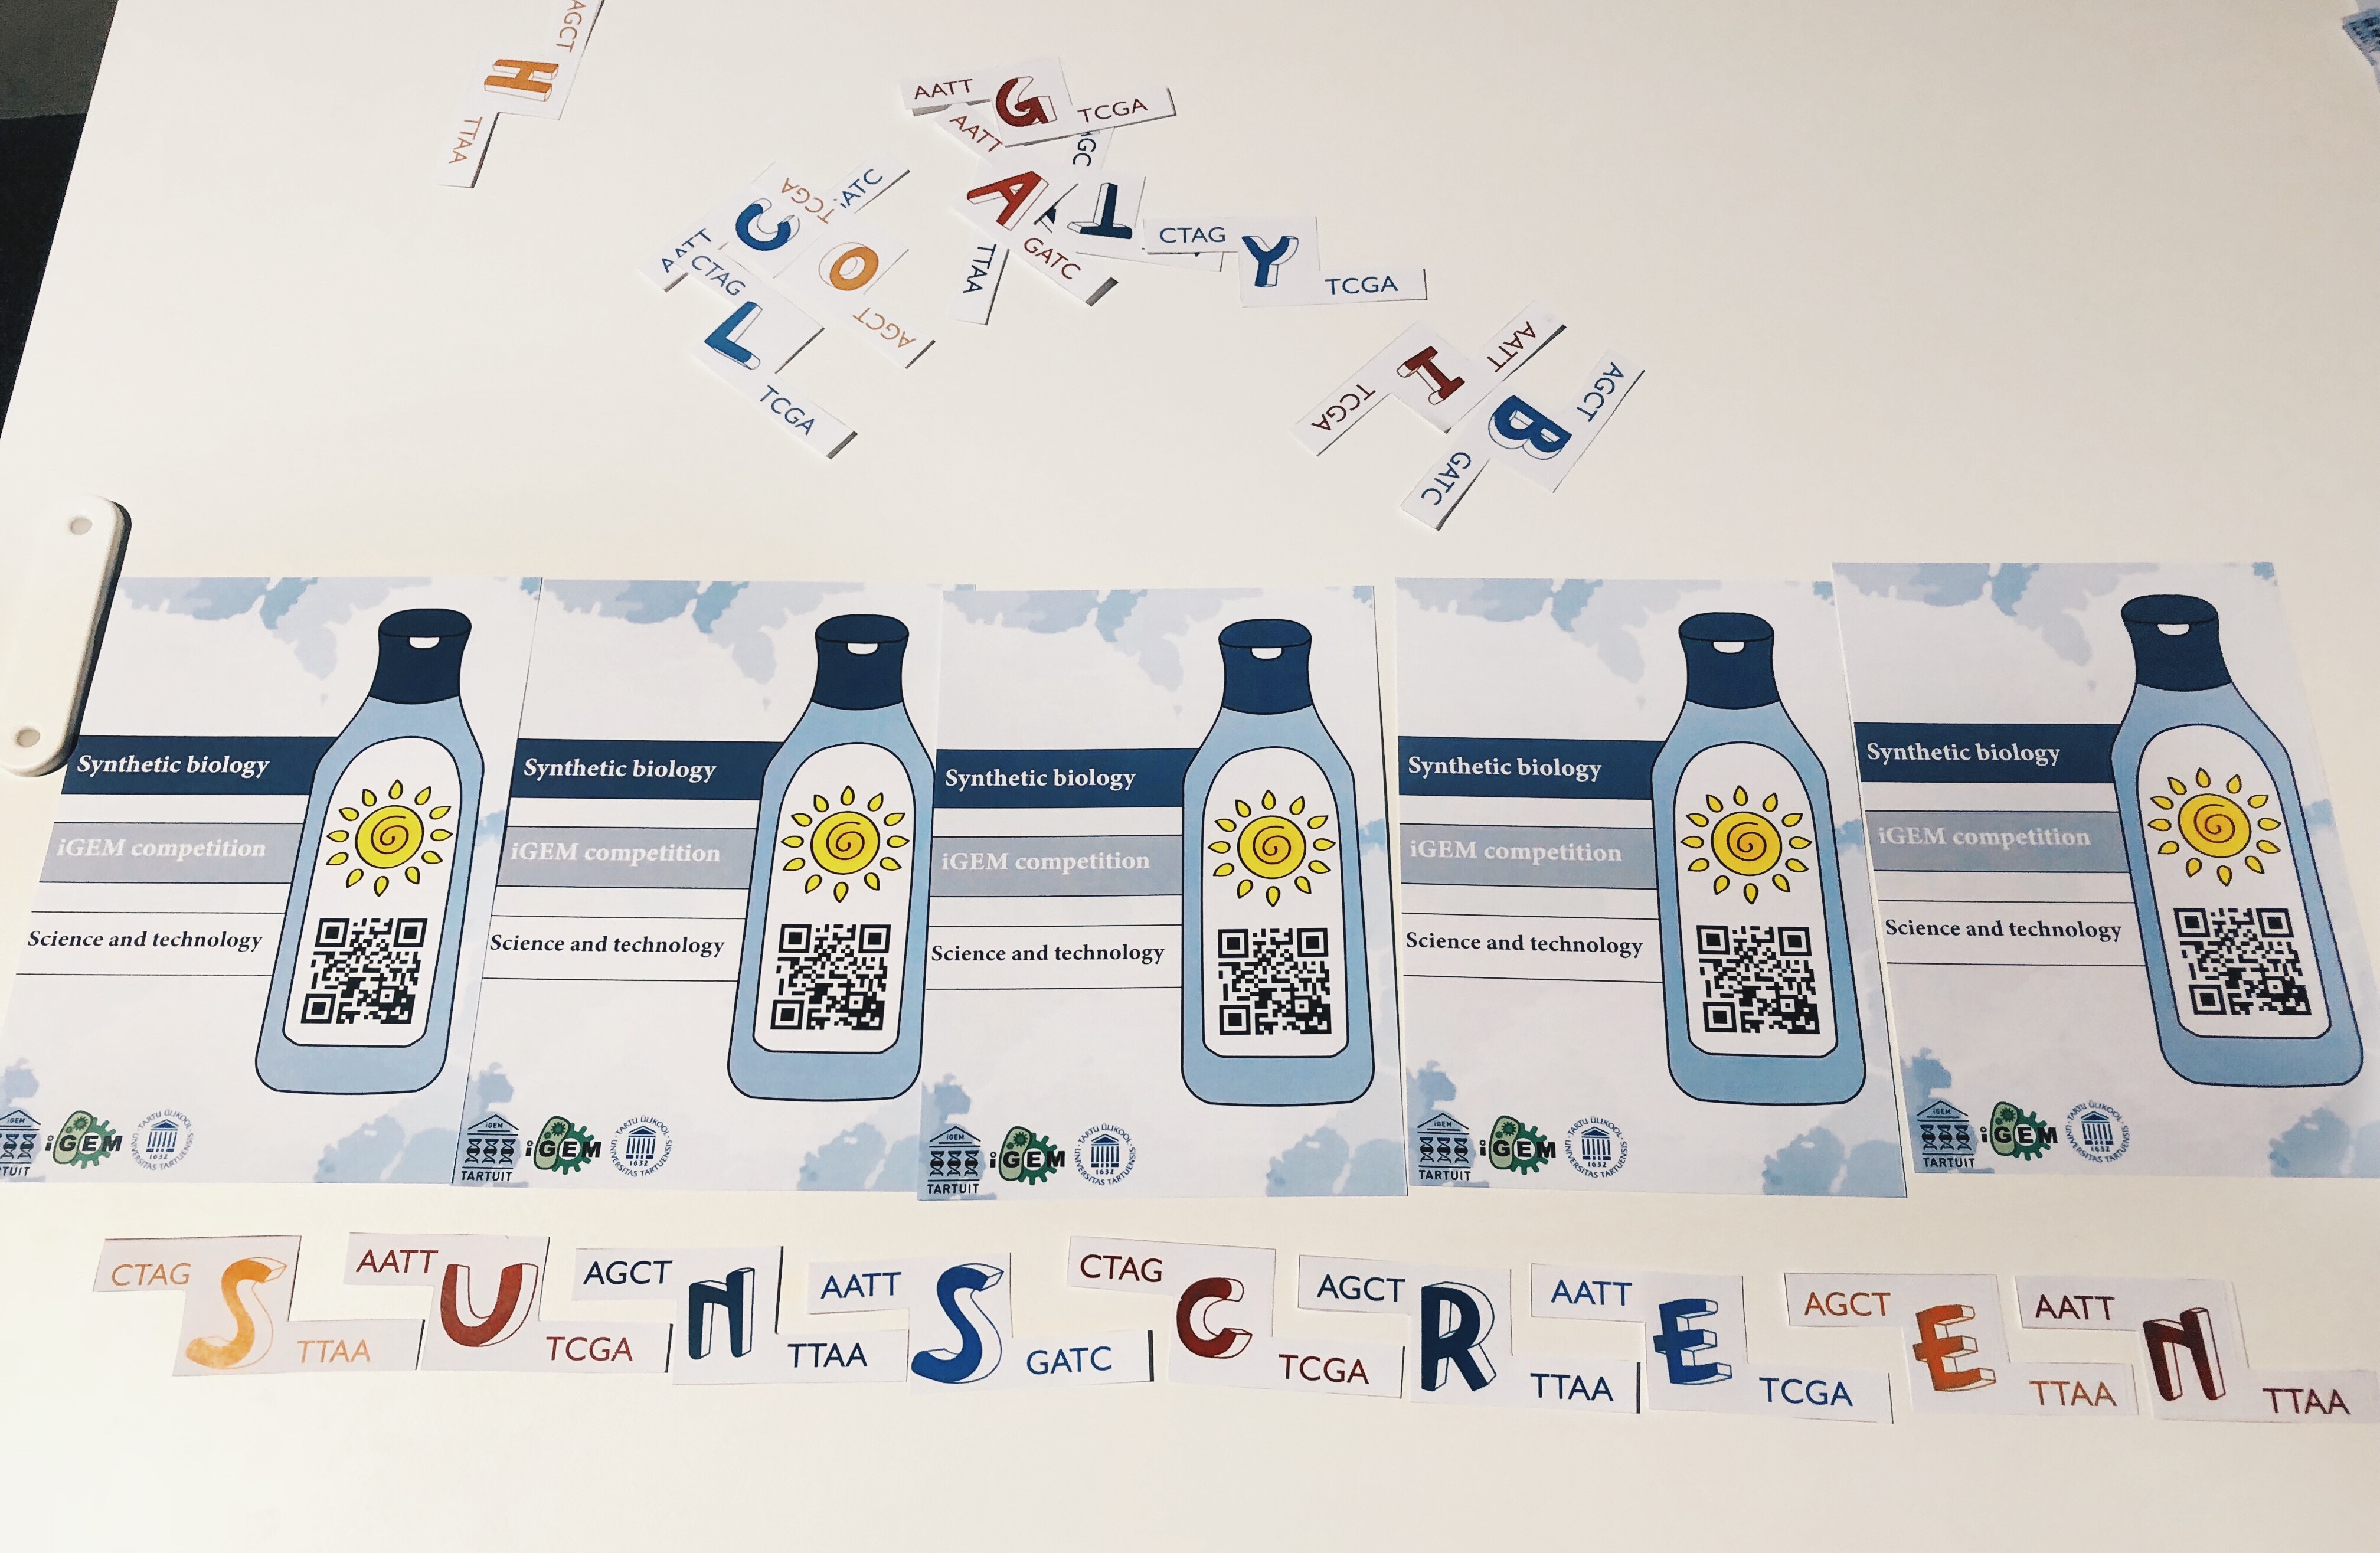 AGCT
H
TTAA
AATT
G
TCGA
AATT
A
GATC
TTAA
T
CTAG
Y
TCGA
TCGA
C
O
AGCT
CTAG
L
TCGA
AATT
I
TCGA
AGCT
B
GATC
Synthetic biology
iGEM competition
Science and technology
iGEM
iGEM
TARTU ÜLIKOOL
1632
UNIVERSITAS TARTUENSIS
Synthetic biology
iGEM competition
Science and technology
iGEM
TARTUIT
iGEM
TARTU ÜLIKOOL
1632
UNIVERSITAS TARTUENSIS
Synthetic biology
iGEM competition
Science and technology
iGEM
TARTUIT
iGEM
TARTU ÜLIKOOL
1632
UNIVERSITAS TARTUENSIS
Synthetic biology
iGEM competition
Science and technology
iGEM
TARTUIT
iGEM
TARTU ÜLIKOOL
1632
UNIVERSITAS TARTUENSIS
Synthetic biology
iGEM competition
Science and technology
iGEM
TARTUIT
iGEM
TARTU ÜLIKOOL
1632
UNIVERSITAS TARTUENSIS
CTAG S TTAA
AATT U TCGA
AGCT N TTAA
AATT S GATC
CTAG C TCGA
AGCT R TTAA
AATT E TCGA
AGCT E TTAA
AATT N TTAA